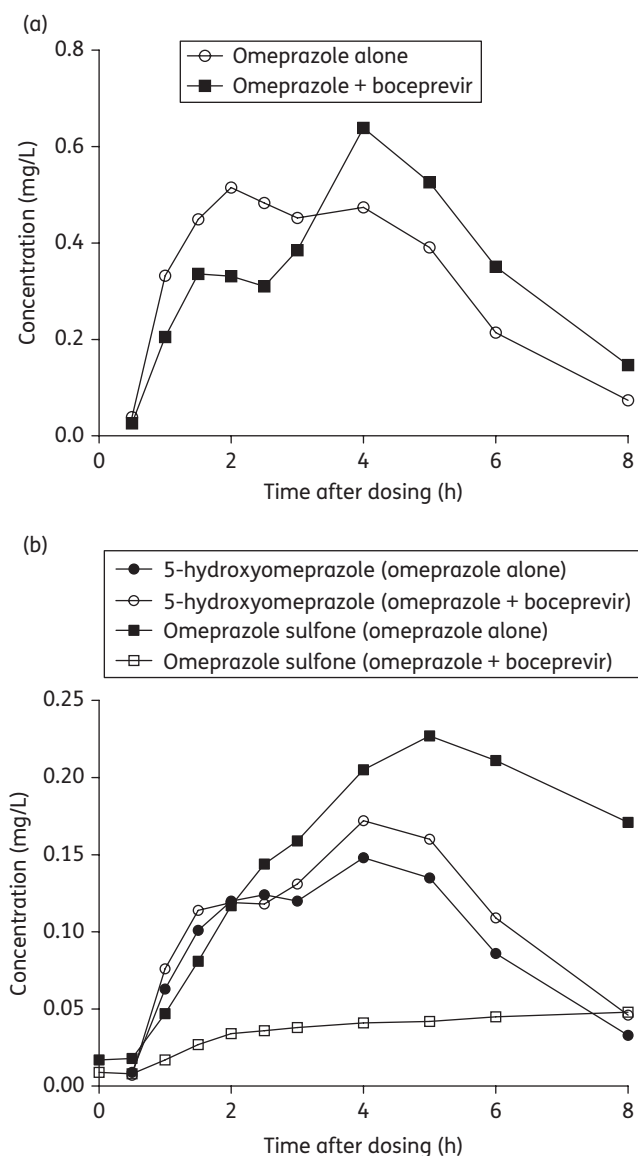 (a)
0.8
Omeprazole alone
Omeprazole + boceprevir
0.6
0.4
0.2
0.0
Concentration (mg/L)
0 2 4 6 8
Time after dosing (h)
(b)
5-hydroxyomeprazole (omeprazole alone)
5-hydroxyomeprazole (omeprazole + boceprevir)
Omeprazole sulfone (omeprazole alone)
Omeprazole sulfone (omeprazole + boceprevir)
0.25
0.20
0.15
0.10
0.05
0.00
Concentration (mg/L)
0 2 4 6 8
Time after dosing (h)